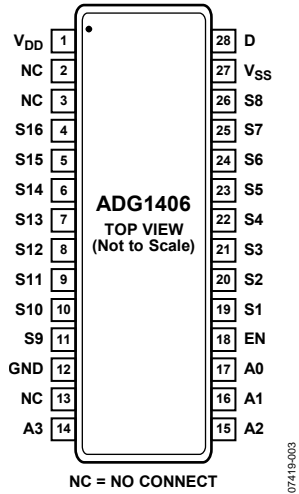 VDD 1 28 D
NC 2 27 VSS
NC 3 26 S8
S16 4 25 S7
S15 5 24 S6
S14 6 23 S5
S13 7 22 S4
S12 8 21 S3
S11 9 20 S2
S10 10 19 S1
S9 11 18 EN
GND 12 17 A0
NC 13 16 A1
A3 14 15 A2
ADG1406
TOP VIEW
(Not to Scale)
NC = NO CONNECT
07419-003